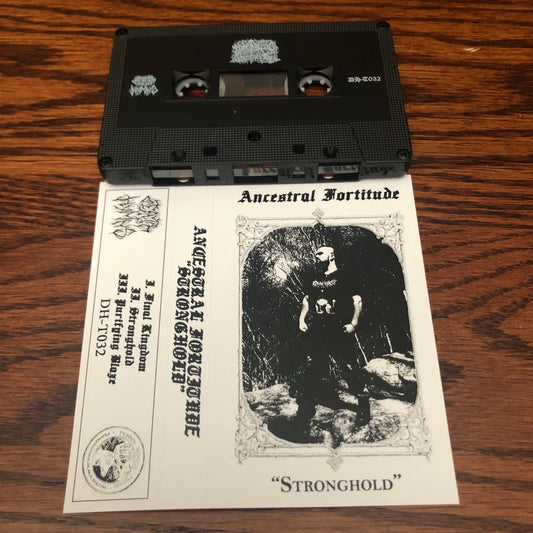 DH-T032
Ancestral Fortitude
"STRONGHOLD"
ANCESTRAL FORTITUDE
"STRONGHOLD"
I. Final Kingdom
II. Stronghold
III. Purifying Blaze
DH-T032